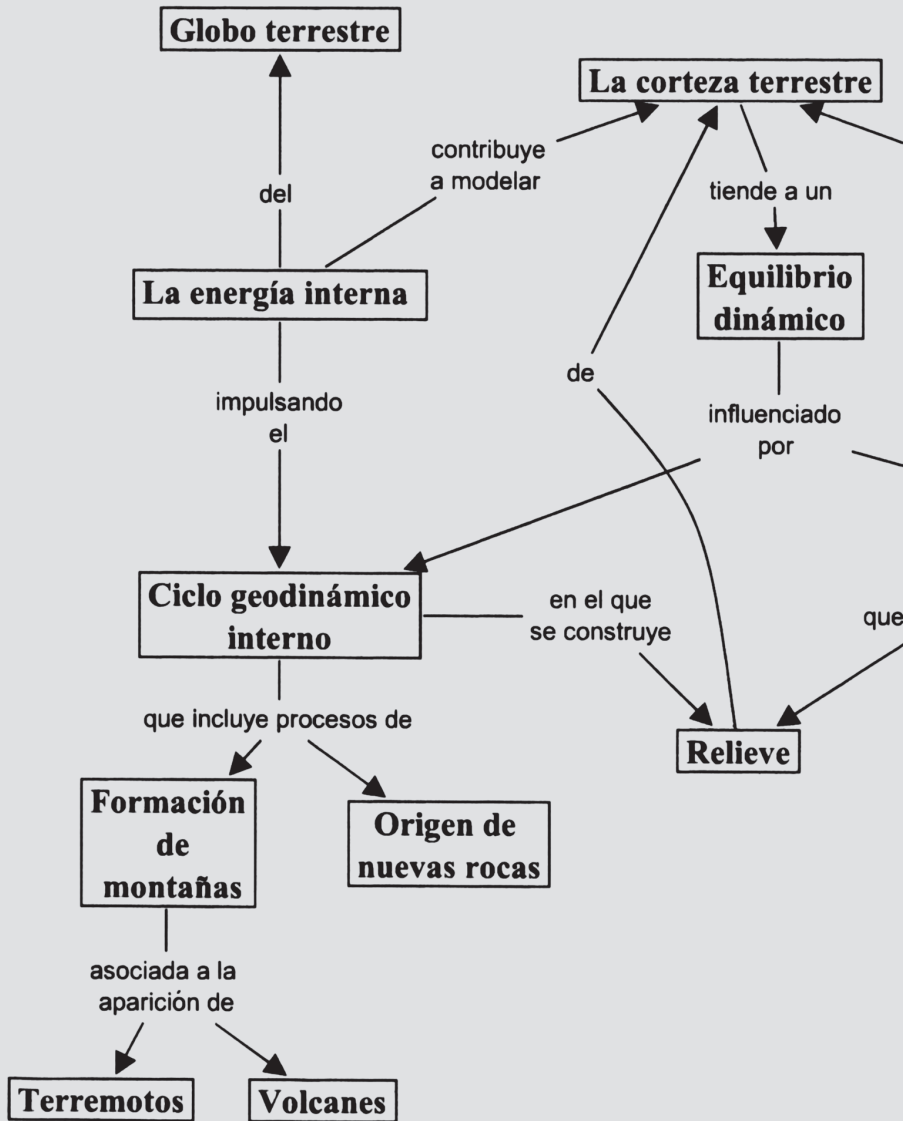 Globo terrestre
La corteza terrestre
contribuye
a modelar
del
tiende a un
La energía interna
Equilibrio
dinámico
de
impulsando
el
influenciado
por
Ciclo geodinámico
interno
en el que
se construye
que
que incluye procesos de
Relieve
Formación
de
montañas
Origen de
nuevas rocas
asociada a la
aparición de
Terremotos
Volcanes